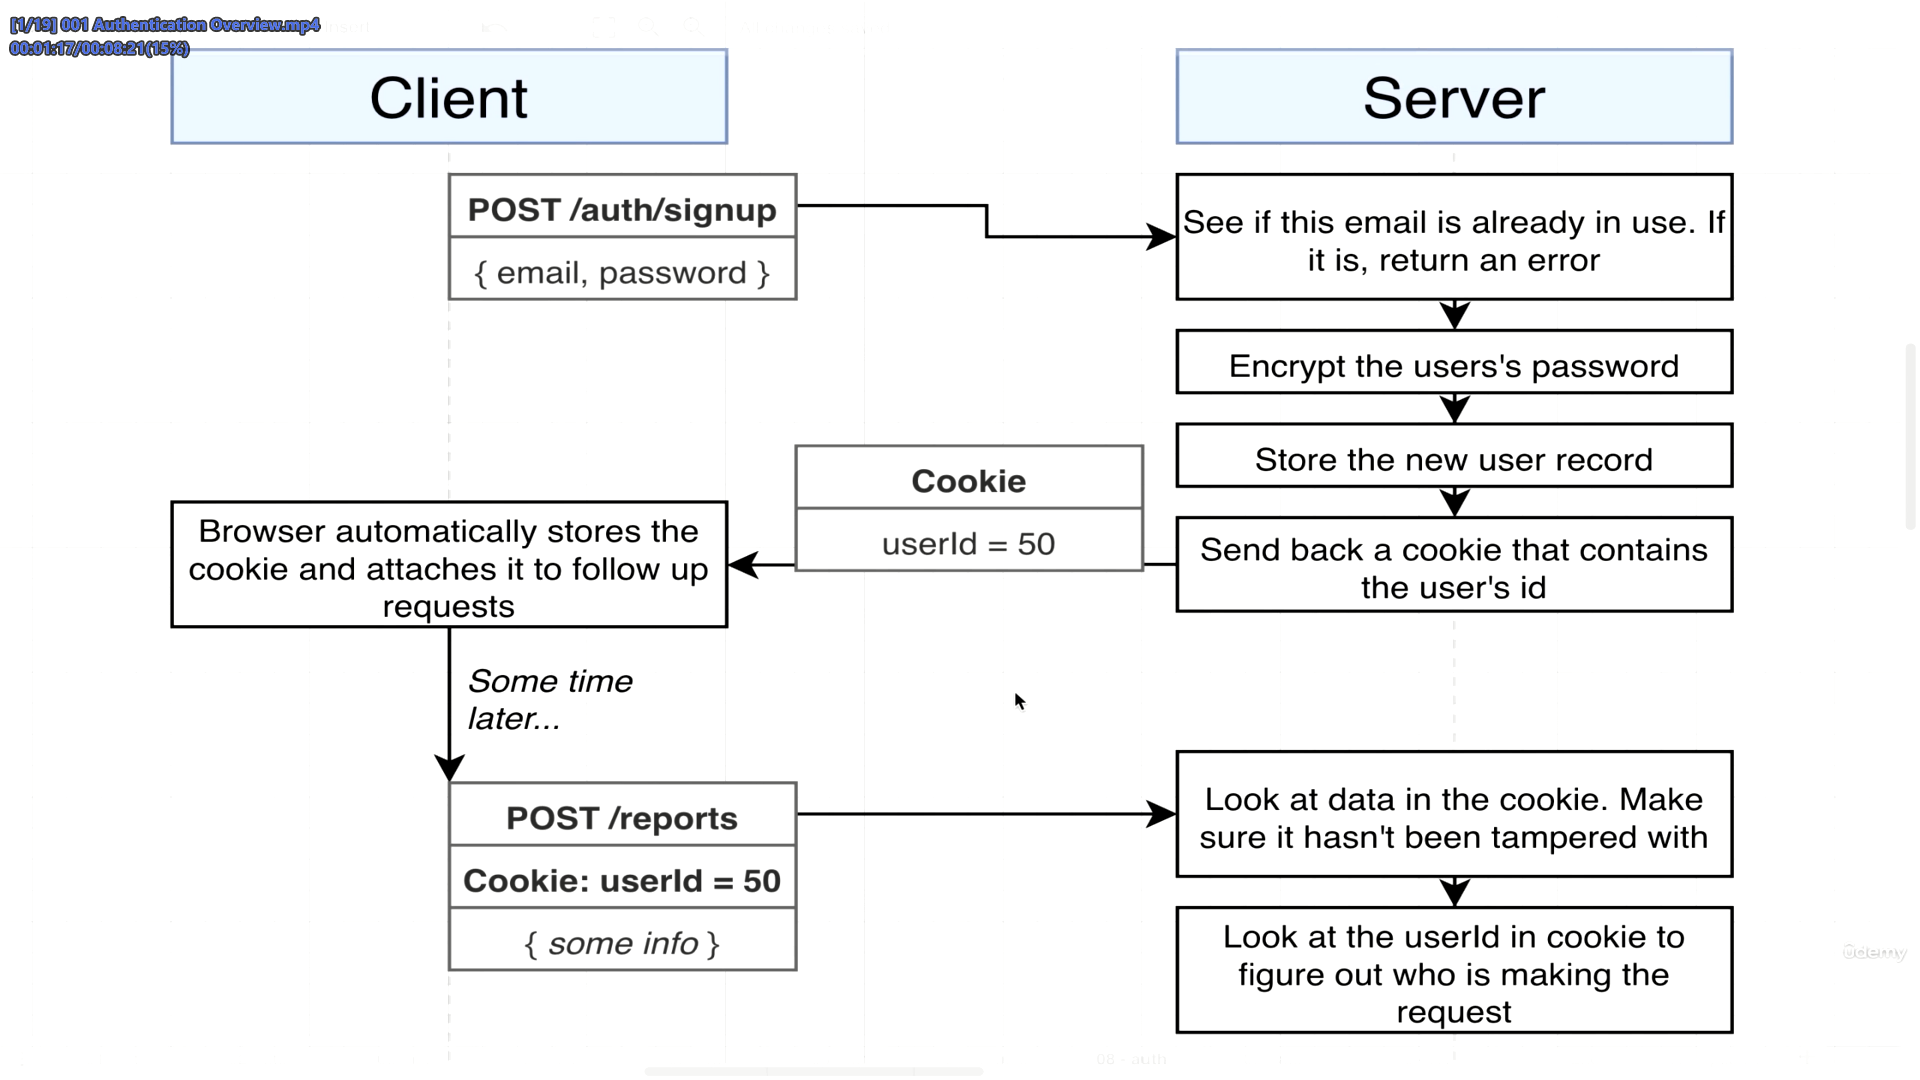 [1/19] 001 Authentication Overview.mp4
00:01:17/00:08:21(15%)
Client
Server
POST /auth/signup
{ email, password }
See if this email is already in use. If
it is, return an error
Encrypt the users's password
Store the new user record
Cookie
userId = 50
Send back a cookie that contains
the user's id
Browser automatically stores the
cookie and attaches it to follow up
requests
Some time
later...
POST /reports
Cookie: userId = 50
{ some info }
Look at data in the cookie. Make
sure it hasn't been tampered with
Look at the userId in cookie to
figure out who is making the
request
ûdemy
08 - auth